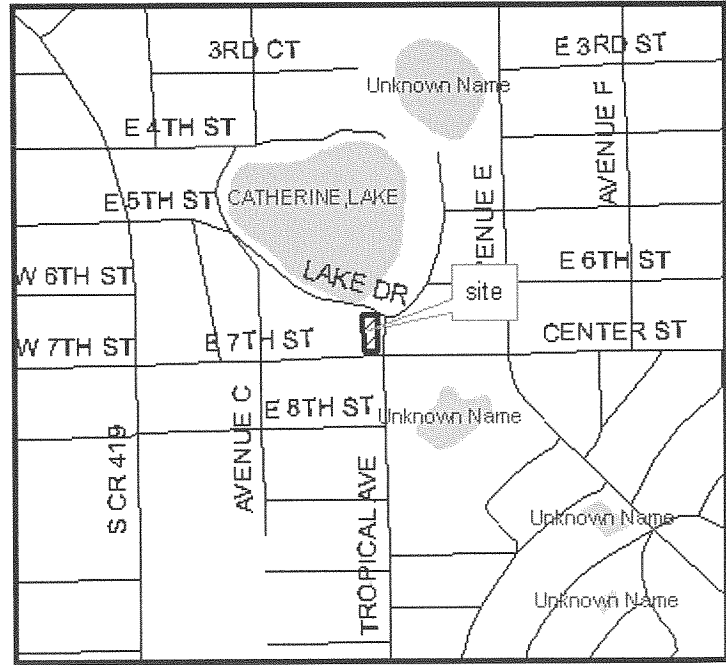 3RD CT
E 3RD ST
Unknown Name
E 4TH ST
AVENUE F
E 5TH ST
CATHERINE LAKE
ENUE E
W 6TH ST
LAKE DR
E 6TH ST
site
W 7TH ST
E 7TH ST
CENTER ST
E 8TH ST
Unknown Name
AVENUE C
S CR 419
TROPICAL AVE
Unknown Name
Unknown Name